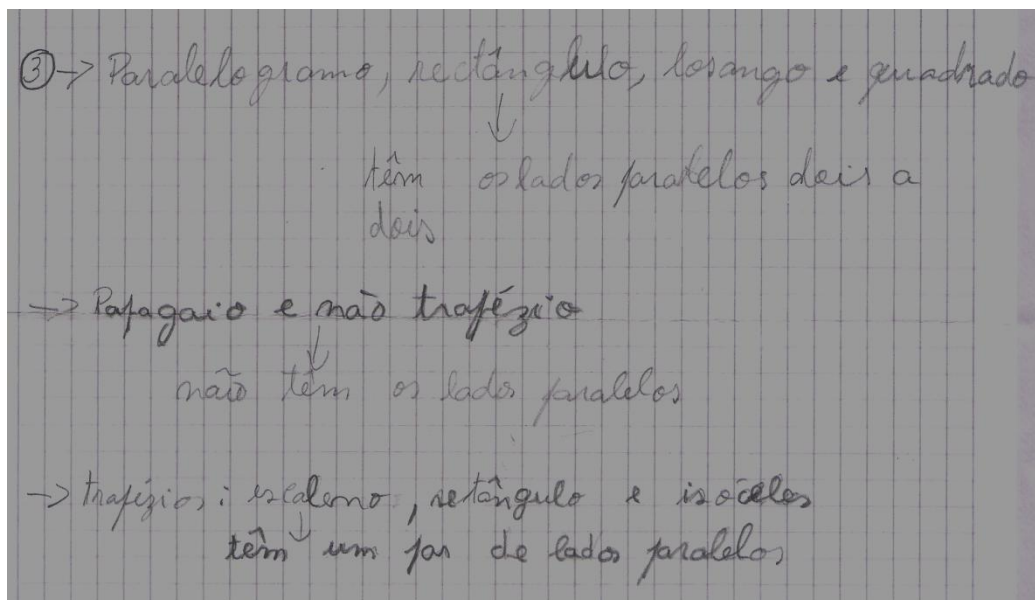 ③ -> Paralelogramo, rectângulo, losango e quadrado
têm os lados paralelos dois a
dois
-> Papagaio e não trapézio
não têm os lados paralelos
-> trapézios: escaleno, retângulo e isóceles
têm um par de lados paralelos